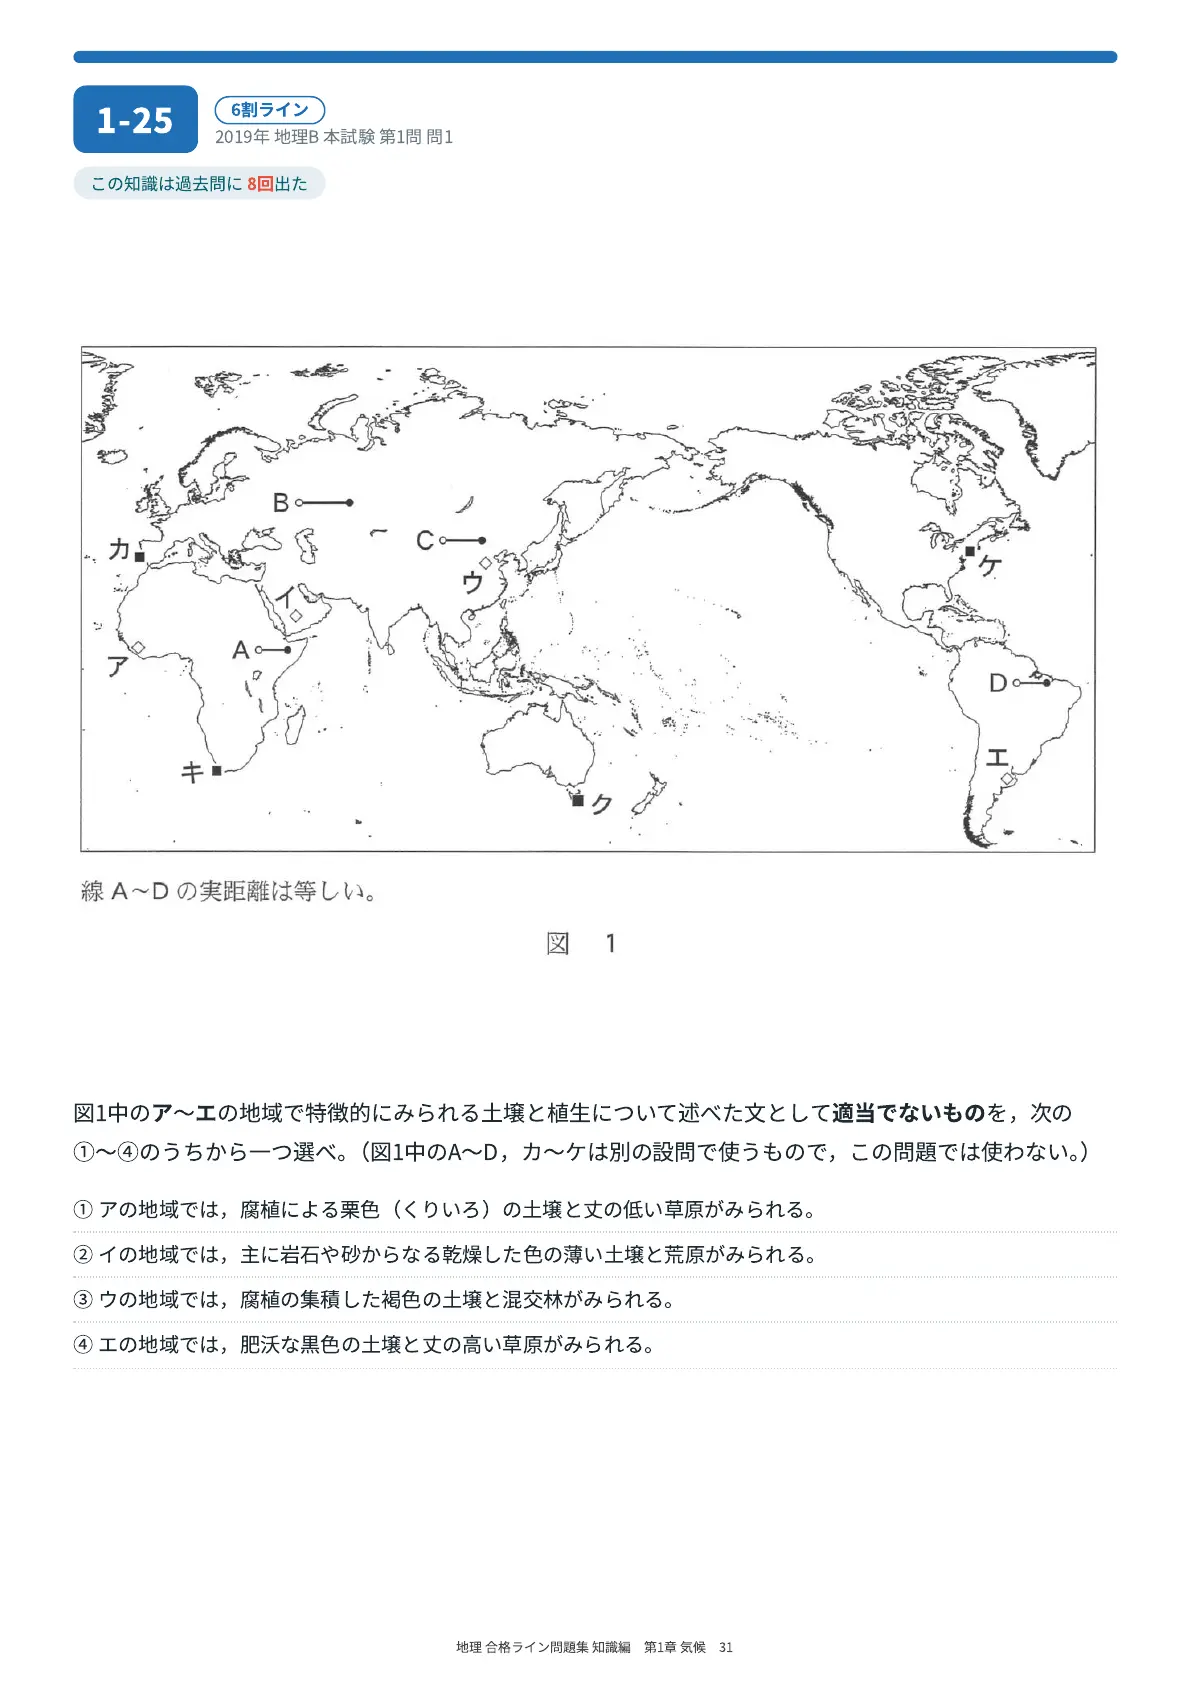 1-25
6割ライン
2019年 地理B 本試験 第1問 問1
この知識は過去問に 8回出た
B
C
カ
ケ
ウ
イ
A
ア
D
エ
キ
ク
線 A～D の実距離は等しい。
図 1
図1中のア～エの地域で特徴的にみられる土壌と植生について述べた文として適当でないものを，次の
①～④のうちから一つ選べ。（図1中のA～D，カ～ケは別の設問で使うもので，この問題では使わない。）
① アの地域では，腐植による栗色（くりいろ）の土壌と丈の低い草原がみられる。
② イの地域では，主に岩石や砂からなる乾燥した色の薄い土壌と荒原がみられる。
③ ウの地域では，腐植の集積した褐色の土壌と混交林がみられる。
④ エの地域では，肥沃な黒色の土壌と丈の高い草原がみられる。
地理 合格ライン問題集 知識編 第1章 気候 31